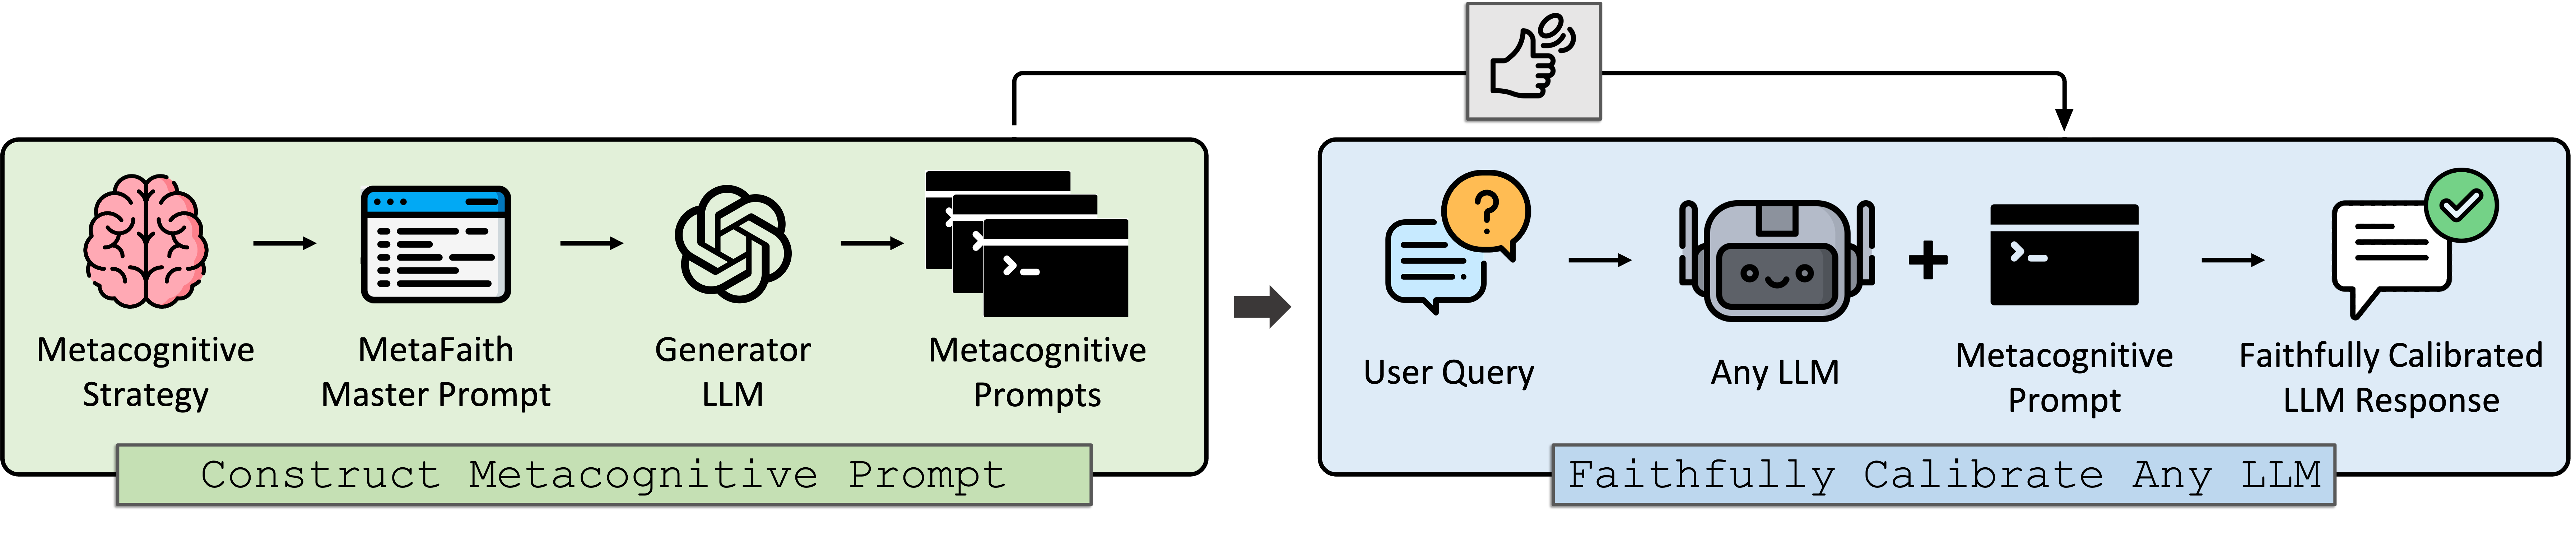 Metacognitive
Strategy
MetaFaith
Master Prompt
Generator
LLM
Metacognitive
Prompts
Construct Metacognitive Prompt
?
User Query
Any LLM
+
Metacognitive
Prompt
Faithfully Calibrated
LLM Response
Faithfully Calibrate Any LLM